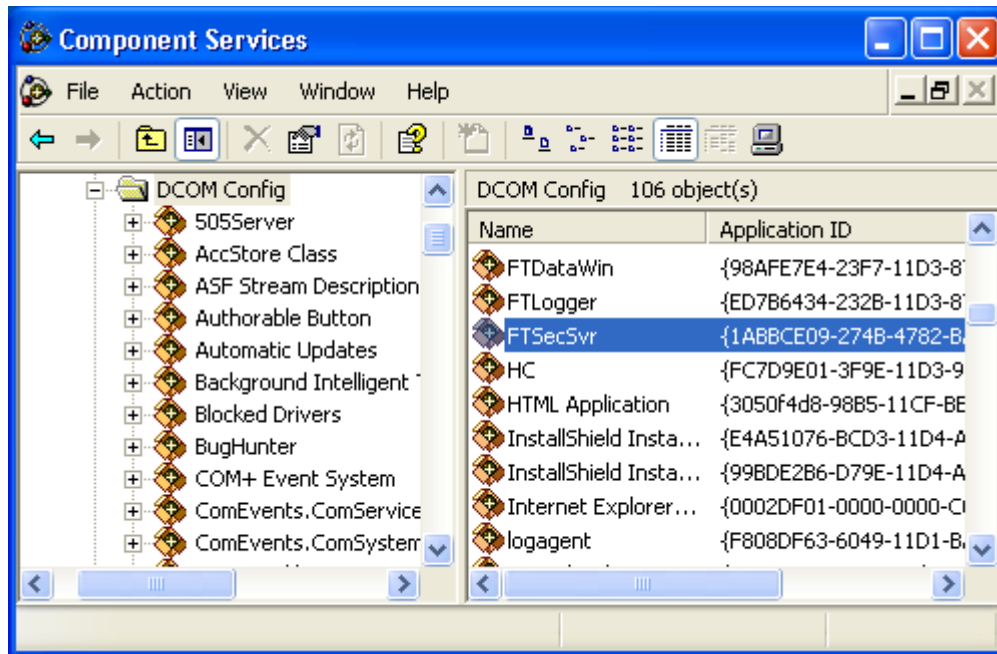 Component Services
File Action View Window Help
DCOM Config
505Server
AccStore Class
ASF Stream Description
Authorable Button
Automatic Updates
Background Intelligent
Blocked Drivers
BugHunter
COM+ Event System
ComEvents.ComService
ComEvents.ComSystem
DCOM Config 106 object(s)
Name Application ID
FTDataWin {98AFE7E4-23F7-11D3-8
FTLogger {ED7B6434-232B-11D3-8
FTSecSvr {1ABBCE09-274B-4782-B
HC {FC7D9E01-3F9E-11D3-9
HTML Application {3050f4d8-98B5-11CF-BE
InstallShield Insta... {E4A51076-BCD3-11D4-A
InstallShield Insta... {99BDE2B6-D79E-11D4-A
Internet Explorer... {0002DF01-0000-0000-C
logagent {F808DF63-6049-11D1-B